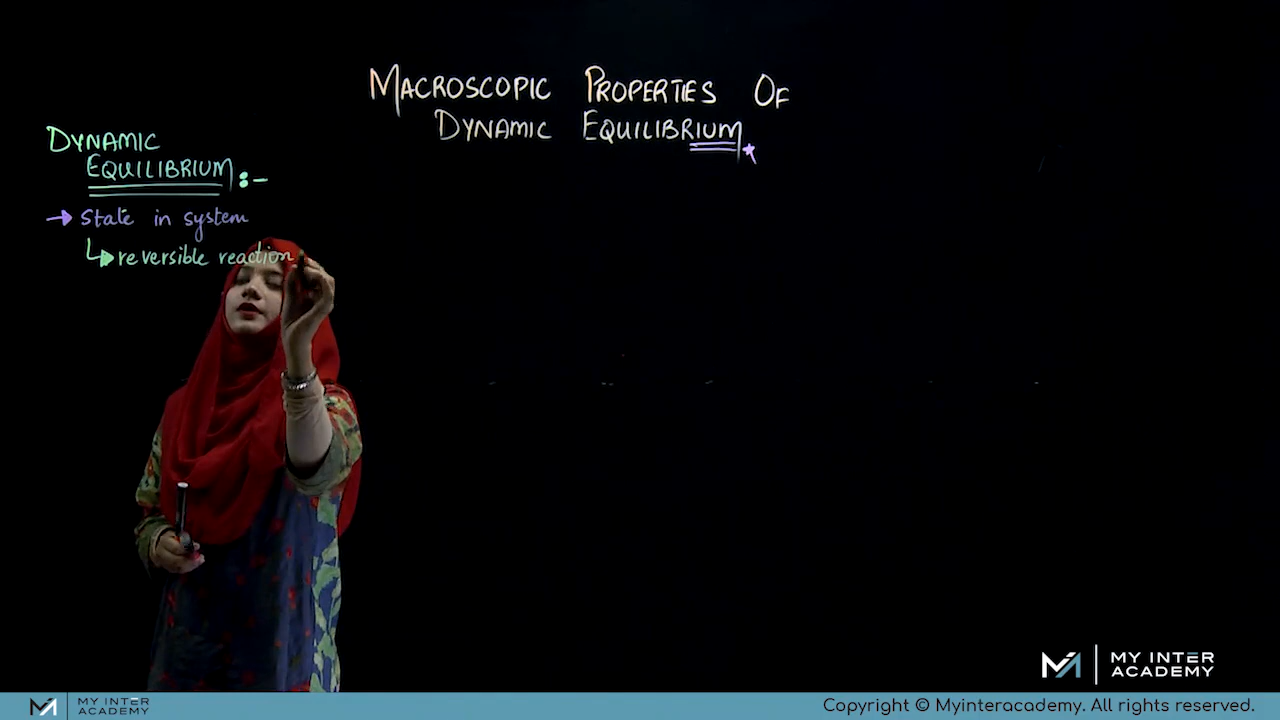 MACROSCOPIC PROPERTIES OF
DYNAMIC EQUILIBRIUM
DYNAMIC
EQUILIBRIUM :-
→ State in system
↳ reversible reaction
MY INTER
ACADEMY
MY INTER
ACADEMY
Copyright © Myinteracademy. All rights reserved.